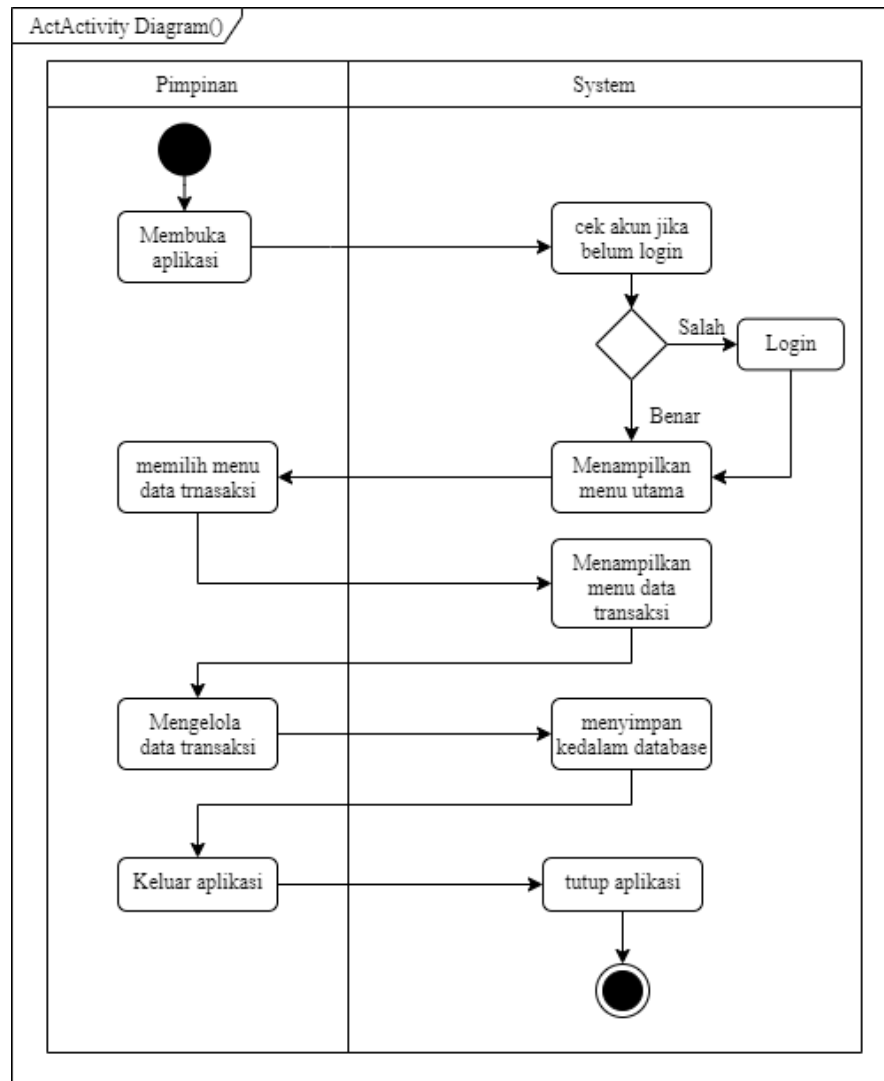 ActActivity Diagram()
Pimpinan
System
Membuka
aplikasi
cek akun jika
belum login
Salah
Login
Benar
memilih menu
data trnasaksi
Menampilkan
menu utama
Menampilkan
menu data
transaksi
Mengelola
data transaksi
menyimpan
kedalam database
Keluar aplikasi
tutup aplikasi